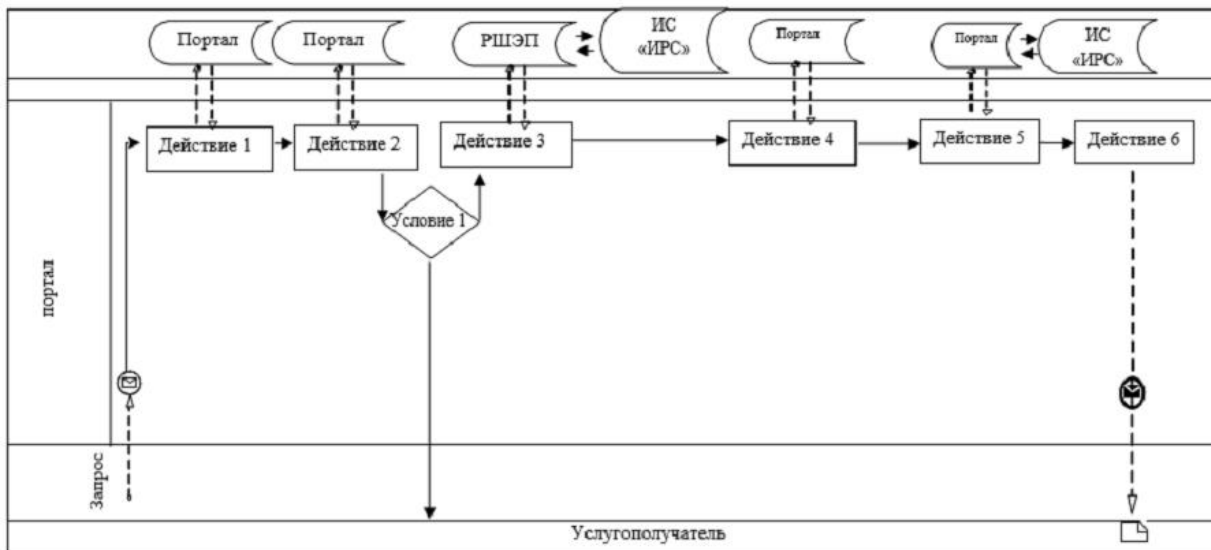 Портал
Портал
РШЭП
ИС
«ИРС»
Портал
Портал
ИС
«ИРС»
Действие 1
Действие 2
Действие 3
Действие 4
Действие 5
Действие 6
Условие 1
портал
Запрос
Услугополучатель